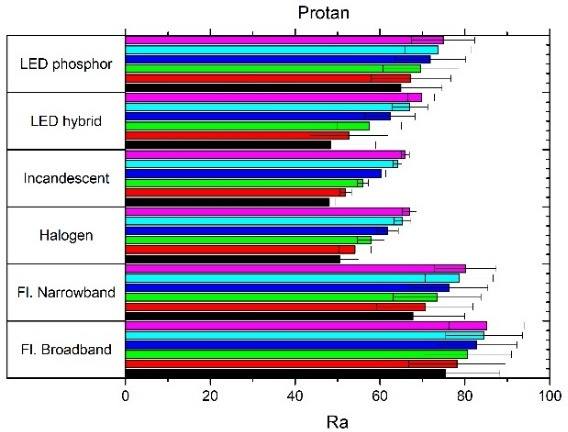 Protan
LED phosphor
LED hybrid
Incandescent
Halogen
Fl. Narrowband
Fl. Broadband
0 20 40 60 80 100
Ra